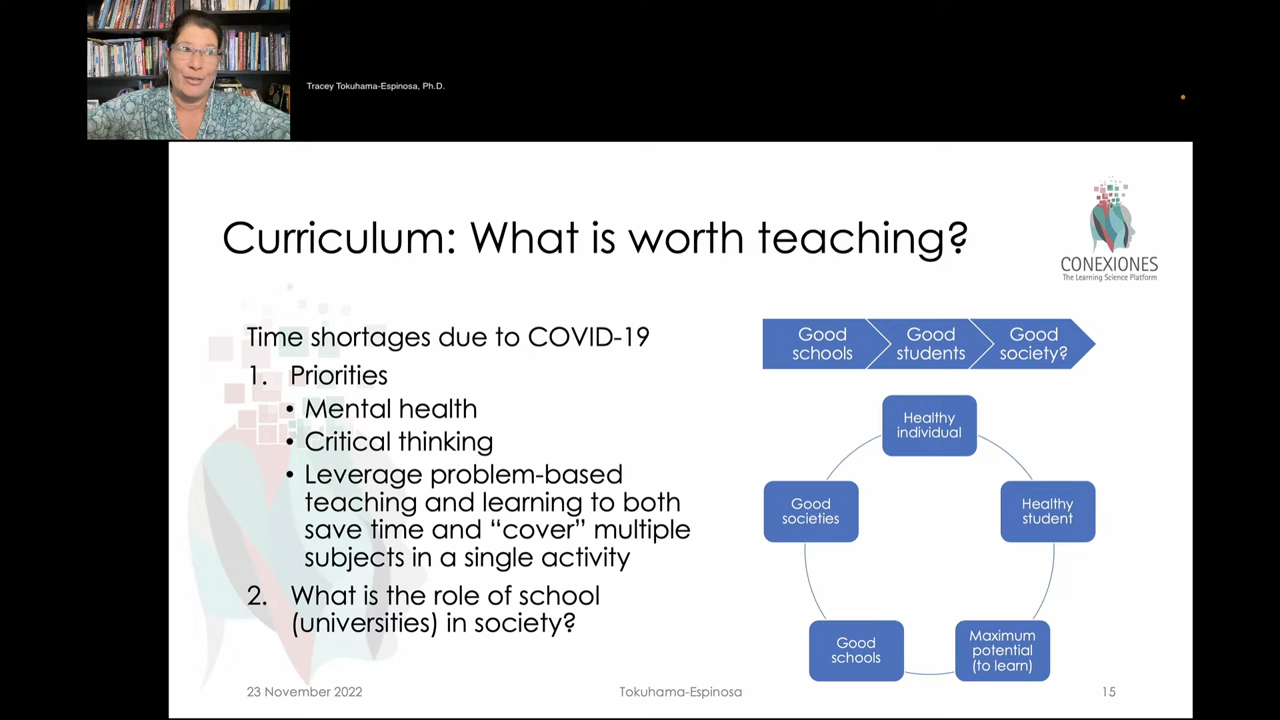 Tracey Tokuhama-Espinosa, Ph.D.
Curriculum: What is worth teaching?
CONEXIONES
The Learning Science Platform
Time shortages due to COVID-19
1. Priorities
• Mental health
• Critical thinking
• Leverage problem-based
teaching and learning to both
save time and “cover” multiple
subjects in a single activity
2. What is the role of school
(universities) in society?
Good
schools
Good
students
Good
society?
Healthy
individual
Healthy
student
Maximum
potential
(to learn)
Good
schools
Good
societies
23 November 2022
Tokuhama-Espinosa
15